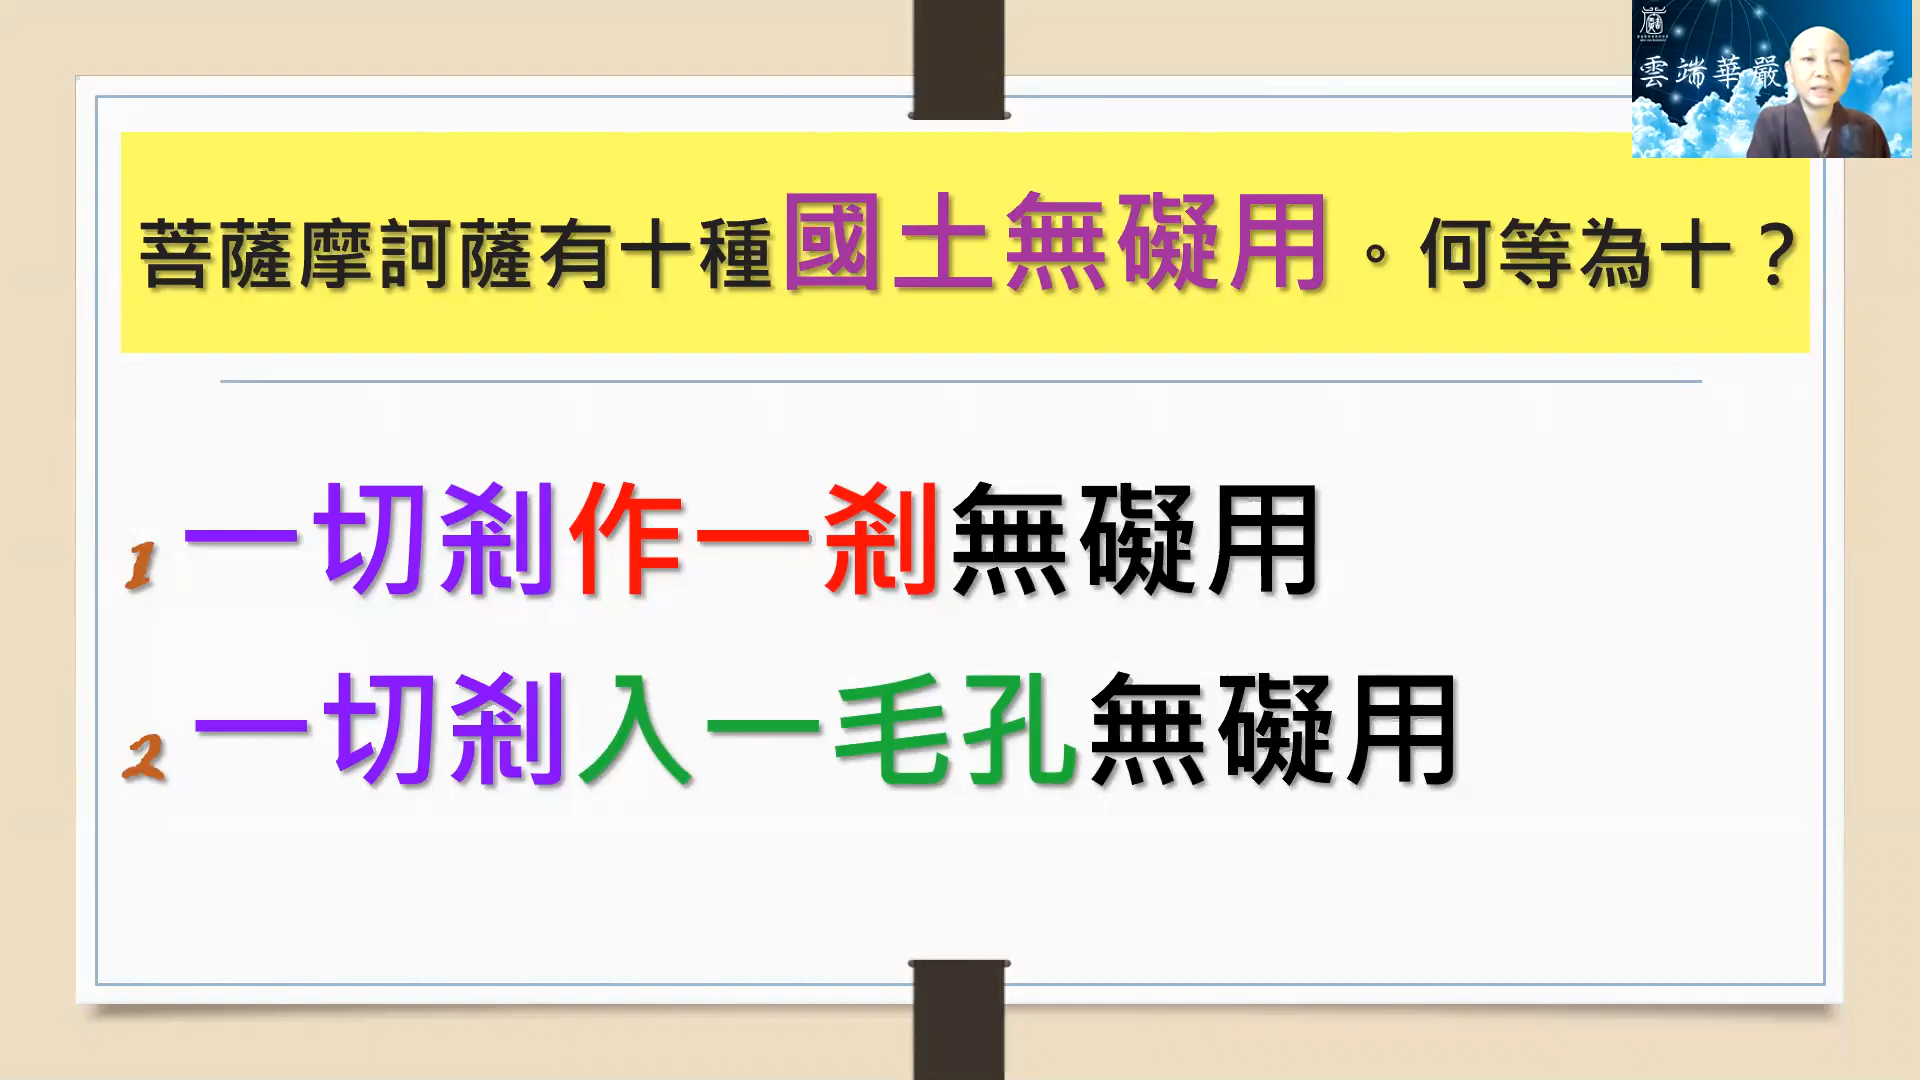 雲端華嚴
菩薩摩訶薩有十種國土無礙用。何等為十？
1 一切剎作一剎無礙用
2 一切剎入一毛孔無礙用